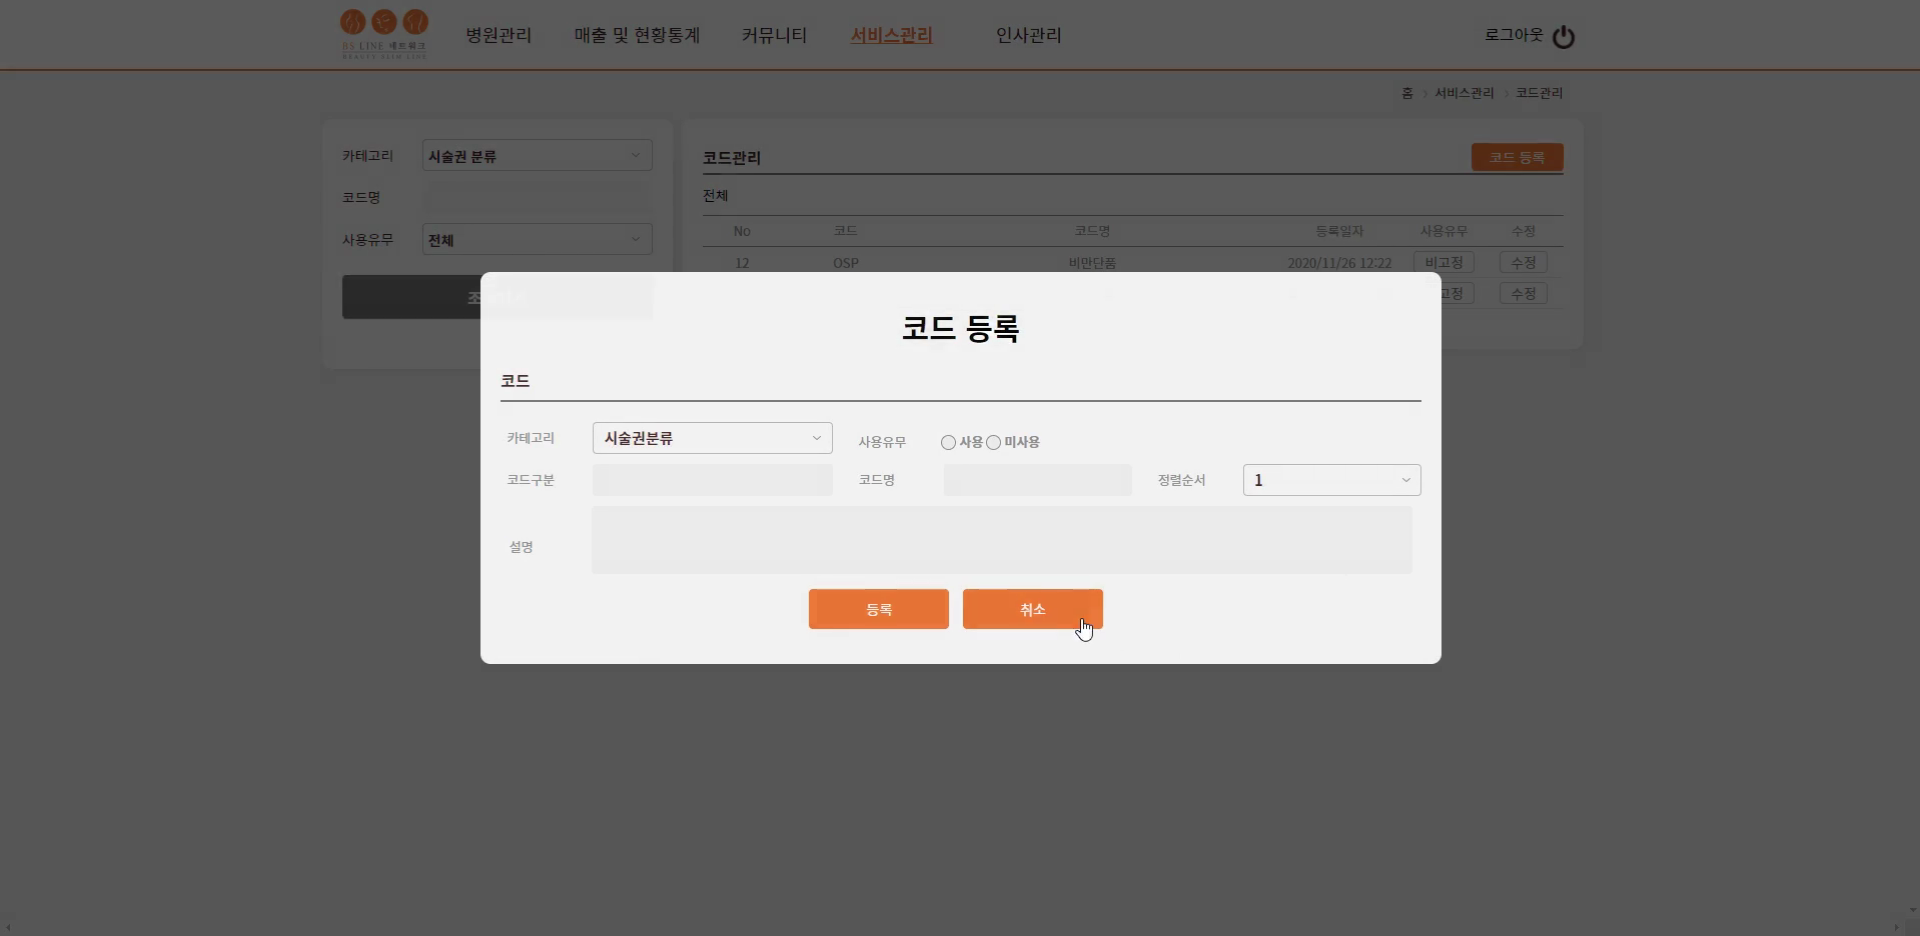 BS LINE 네트워크
BEAUTY SLIM LINE
병원관리 매출 및 현황통계 커뮤니티 서비스관리 인사관리 로그아웃
홈 › 서비스관리 › 코드관리
카테고리 시술권 분류
코드명
사용유무 전체
코드관리 코드 등록
전체
No 코드 코드명 등록일자 사용유무 수정
12 OSP 비만단품 2020/11/26 12:22 비고정 수정
고정 수정
코드 등록
코드
카테고리 시술권분류 사용유무 사용 미사용
코드구분 코드명 정렬순서 1
설명
등록 취소